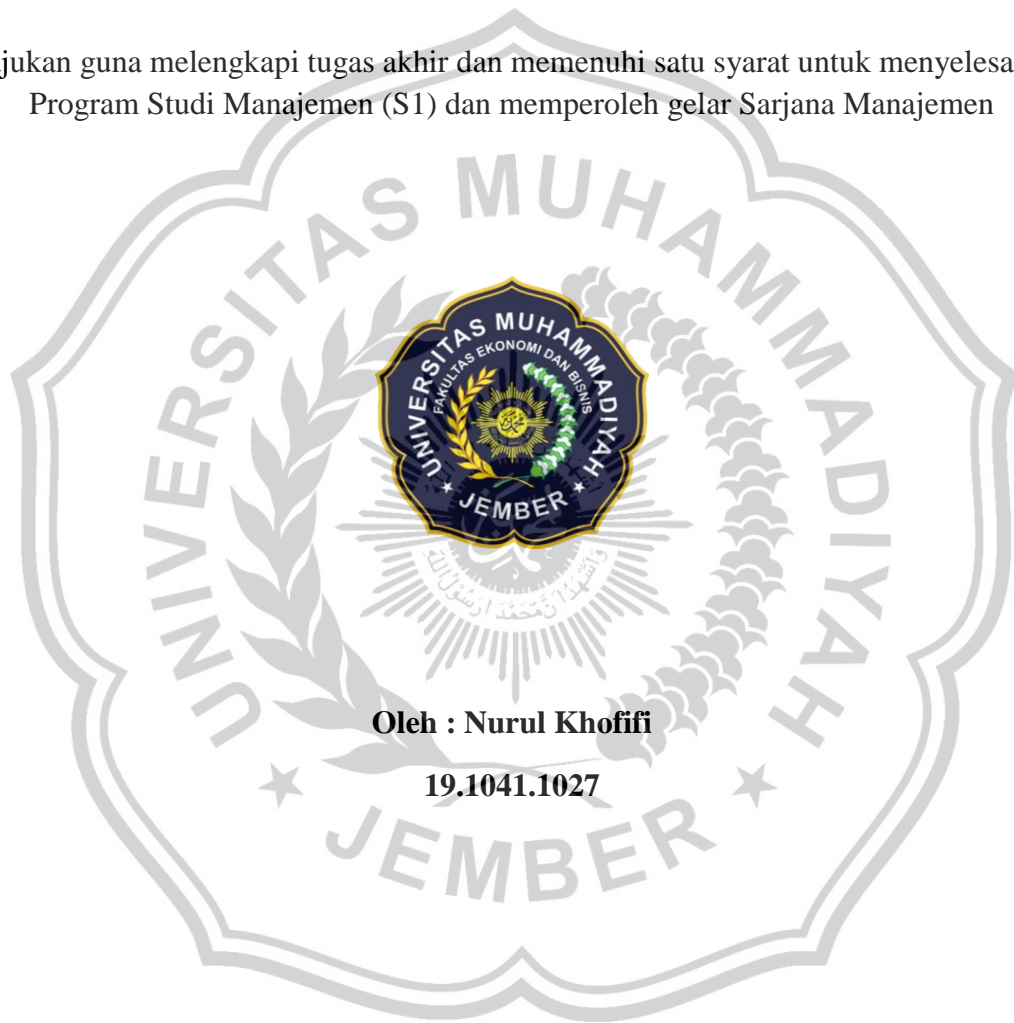 jukan guna melengkapi tugas akhir dan memenuhi satu syarat untuk menyelesa
Program Studi Manajemen (S1) dan memperoleh gelar Sarjana Manajemen
UNIVERSITAS MUHAMMADIYAH
JEMBER
UNIVERSITAS MUHAMMADIYAH
FAKULTAS EKONOMI DAN BISNIS
JEMBER
Oleh : Nurul Khofifi
19.1041.1027